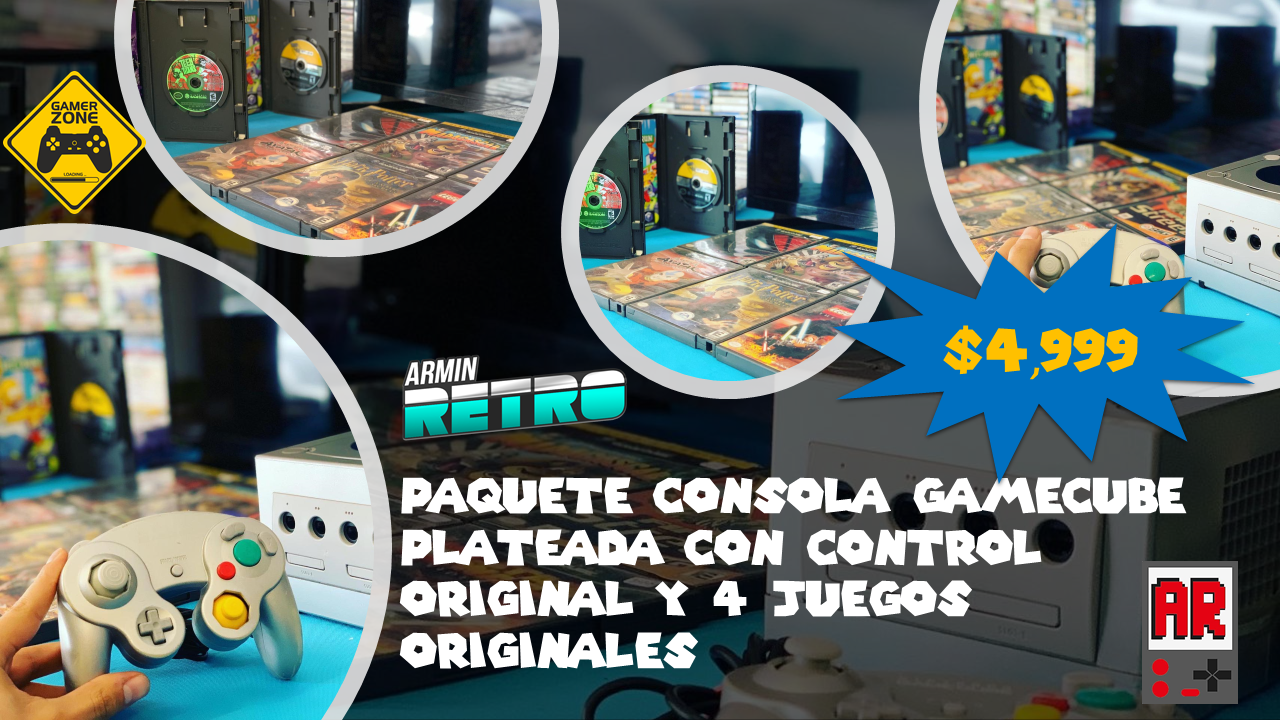 GAMER
ZONE
LOADING..
$4,999
ARMIN
RETRO
PAQUETE CONSOLA GAMECUBE
PLATEADA CON CONTROL
ORIGINAL Y 4 JUEGOS
ORIGINALES
AR